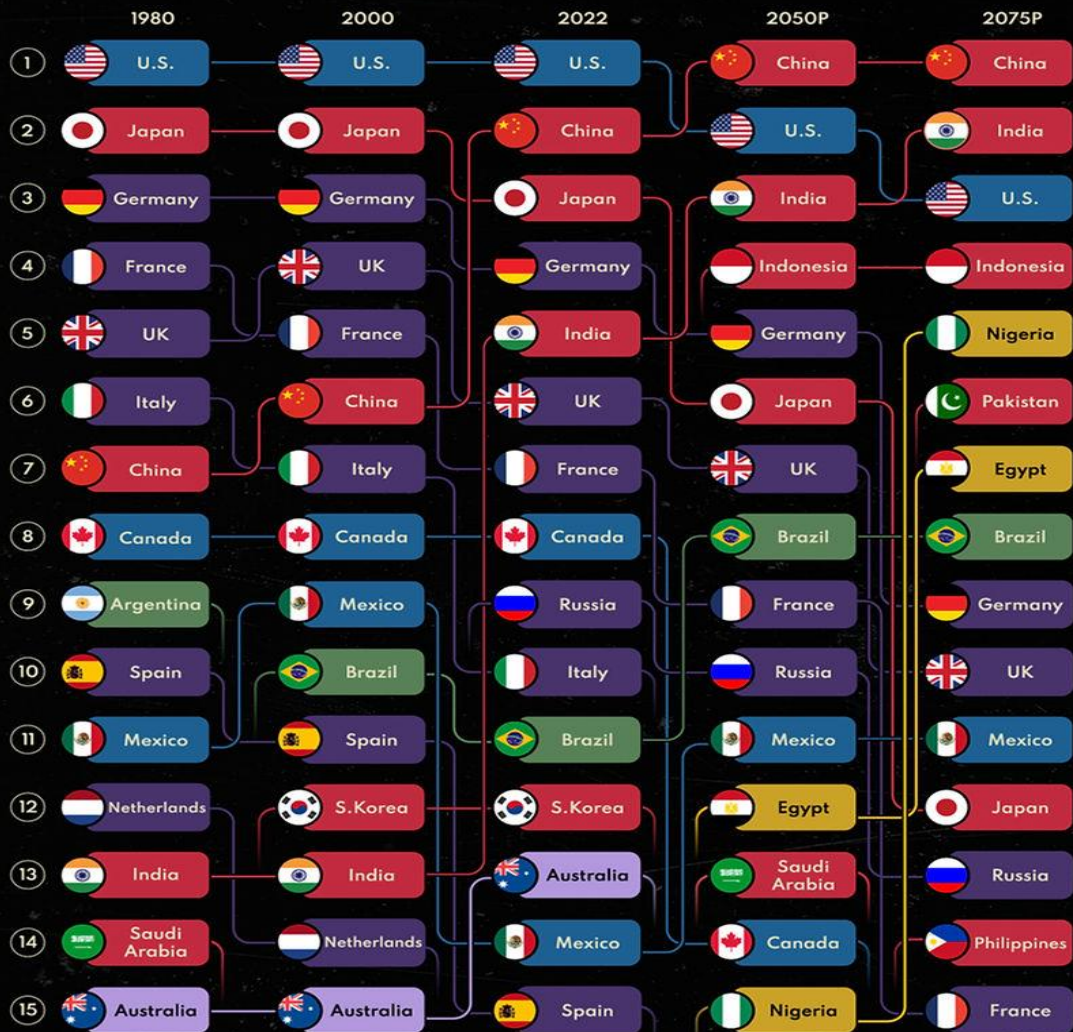 1980 2000 2022 2050P 2075P
1 U.S. U.S. U.S. China China
2 Japan Japan China U.S. India
3 Germany Germany Japan India U.S.
4 France UK Germany Indonesia Indonesia
5 UK France India Germany Nigeria
6 Italy China UK Japan Pakistan
7 China Italy France UK Egypt
8 Canada Canada Canada Brazil Brazil
9 Argentina Mexico Russia France Germany
10 Spain Brazil Italy Russia UK
11 Mexico Spain Brazil Mexico Mexico
12 Netherlands S.Korea S.Korea Egypt Japan
13 India India Australia Saudi Arabia Russia
14 Saudi Arabia Netherlands Mexico Canada Philippines
15 Australia Australia Spain Nigeria France